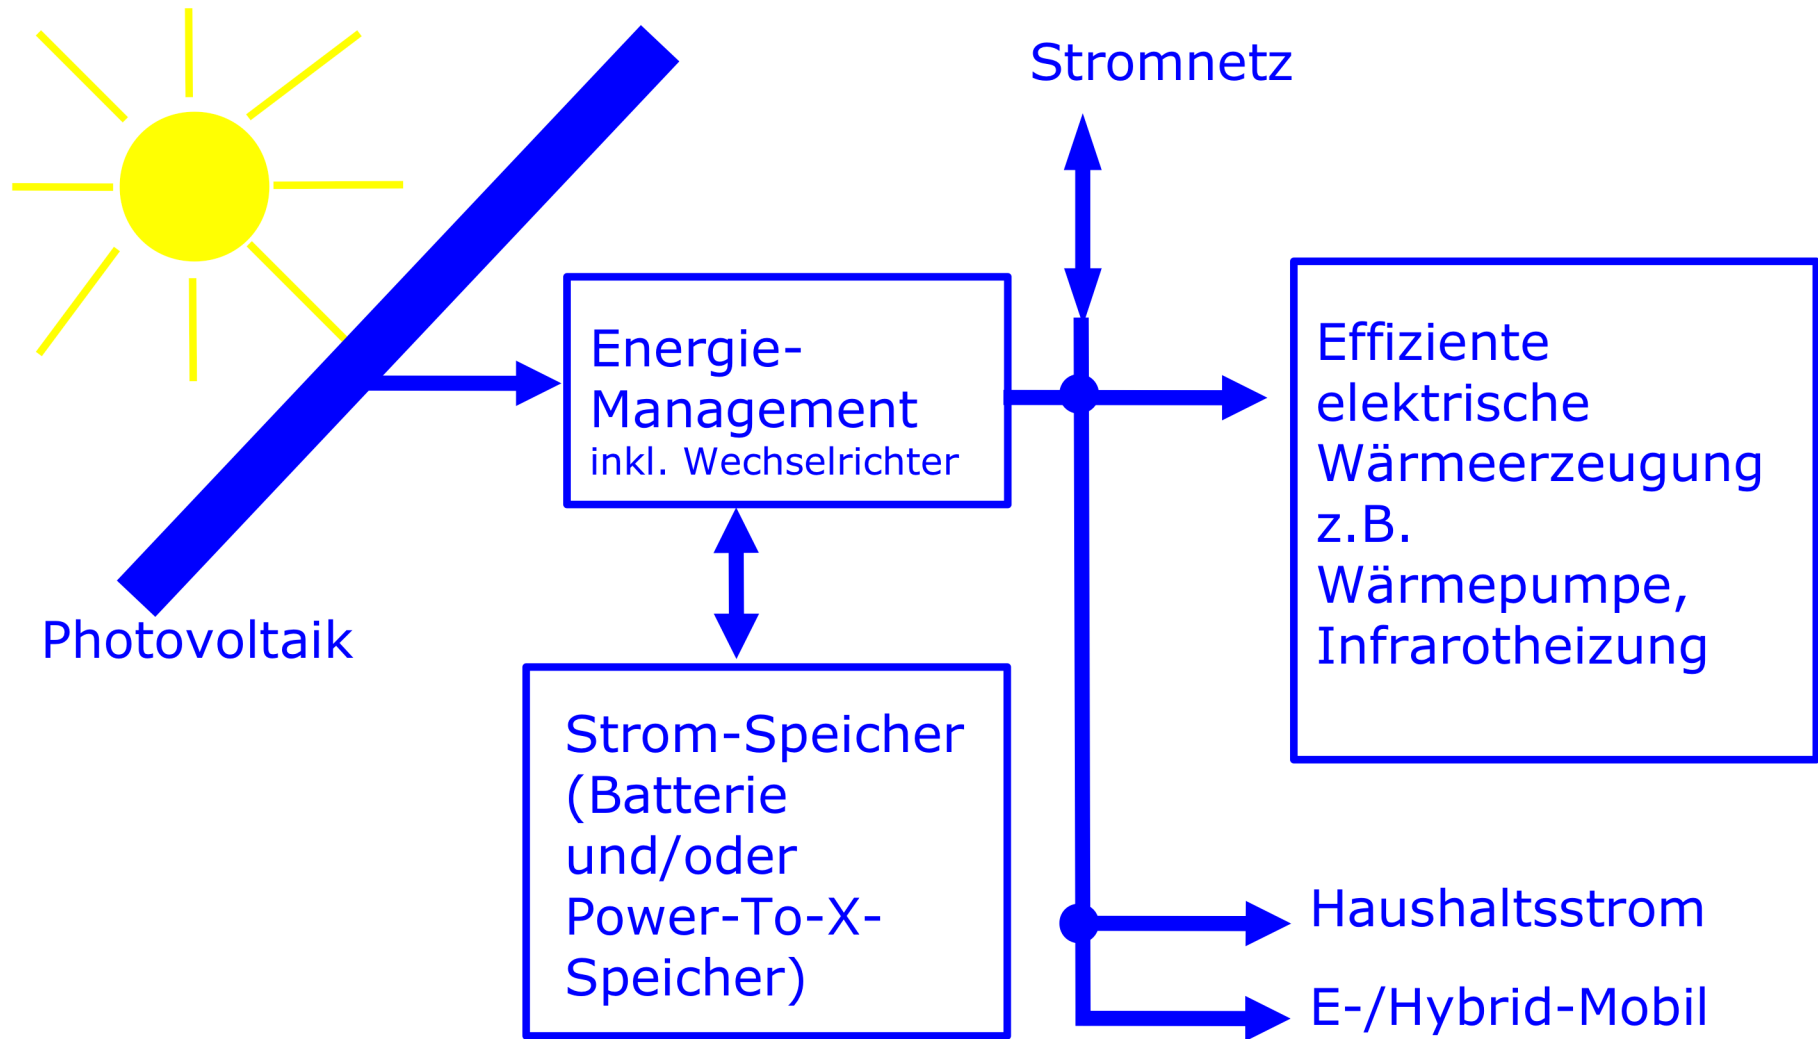 Stromnetz
Energie-
Management
inkl. Wechselrichter
Effiziente
elektrische
Wärmeerzeugung
z.B.
Wärmepumpe,
Infrarotheizung
Photovoltaik
Strom-Speicher
(Batterie
und/oder
Power-To-X-
Speicher)
Haushaltsstrom
E-/Hybrid-Mobil